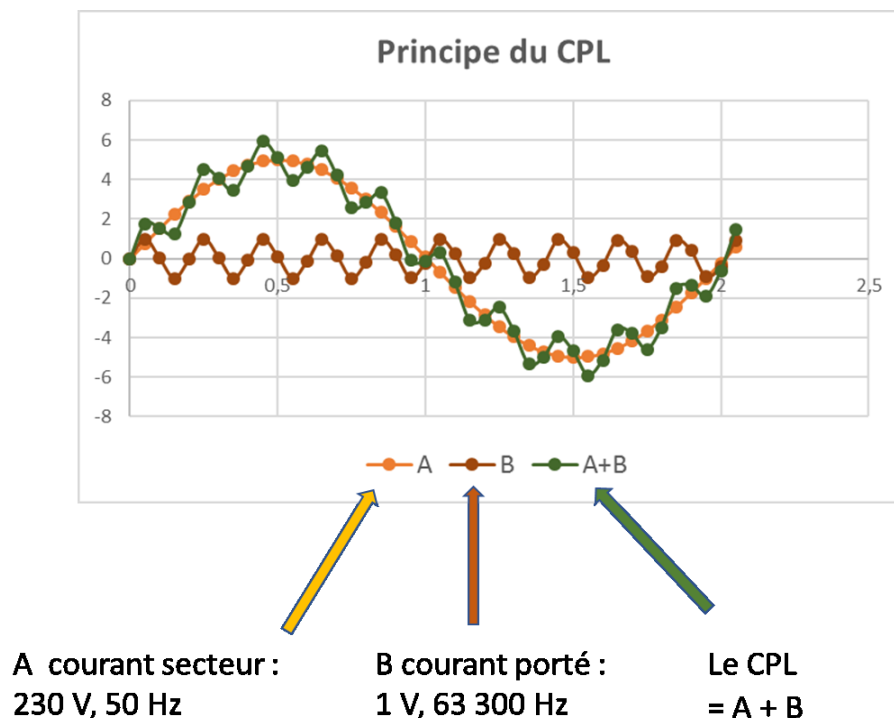 Principe du CPL
8
6
4
2
0
-2
-4
-6
-8
0 0,5 1 1,5 2 2,5
A B A+B
A courant secteur : B courant porté : Le CPL
230 V, 50 Hz 1 V, 63 300 Hz = A + B